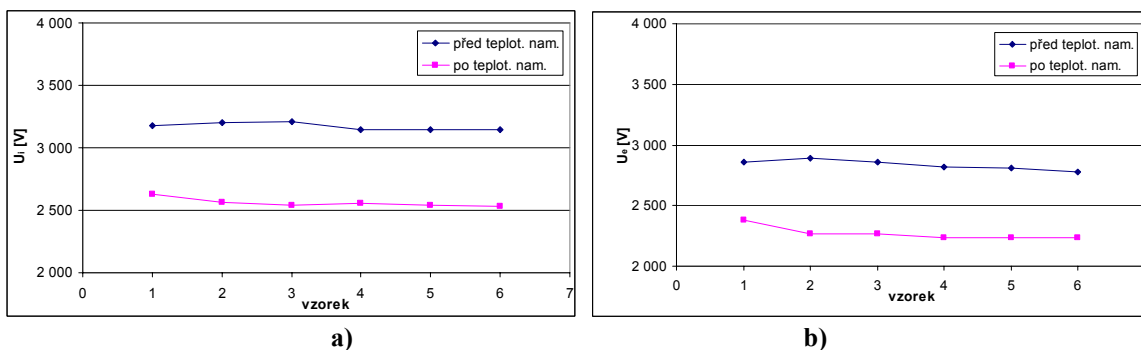 4 000
3 500
3 000
2 500
2 000
Ui [V]
před teplot. nam.
po teplot. nam.
0 1 2 3 4 5 6 7
vzorek
a)
4 000
3 500
3 000
2 500
2 000
Ue [V]
před teplot. nam.
po teplot. nam.
0 1 2 3 4 5 6
vzorek
b)